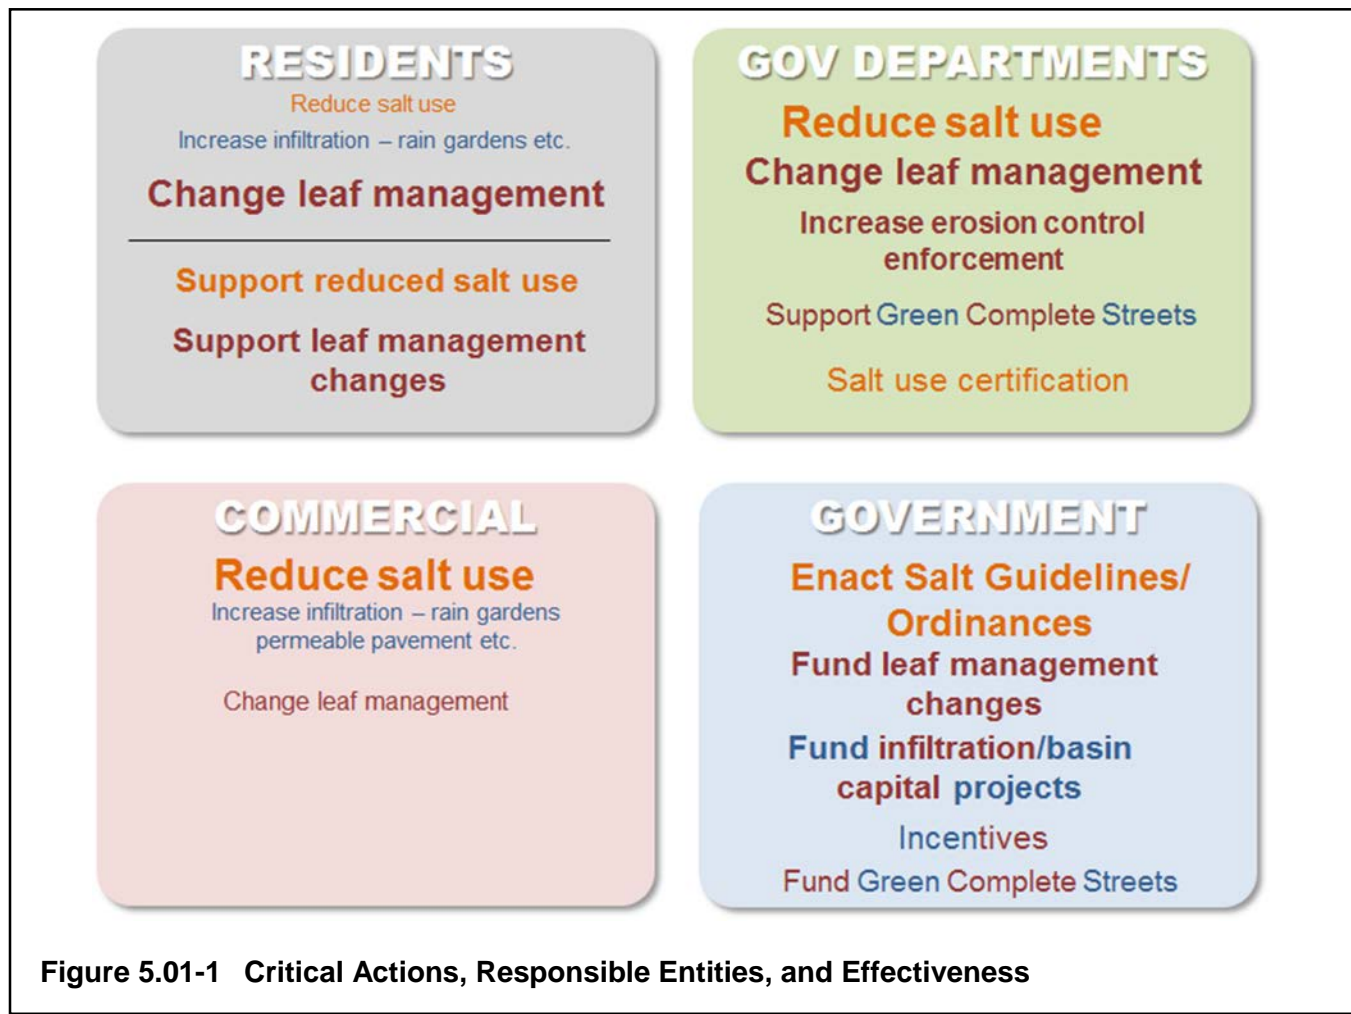 RESIDENTS
Reduce salt use
Increase infiltration – rain gardens etc.
Change leaf management
Support reduced salt use
Support leaf management
changes
GOV DEPARTMENTS
Reduce salt use
Change leaf management
Increase erosion control
enforcement
Support Green Complete Streets
Salt use certification
COMMERCIAL
Reduce salt use
Increase infiltration – rain gardens
permeable pavement etc.
Change leaf management
GOVERNMENT
Enact Salt Guidelines/
Ordinances
Fund leaf management
changes
Fund infiltration/basin
capital projects
Incentives
Fund Green Complete Streets
Figure 5.01-1 Critical Actions, Responsible Entities, and Effectiveness